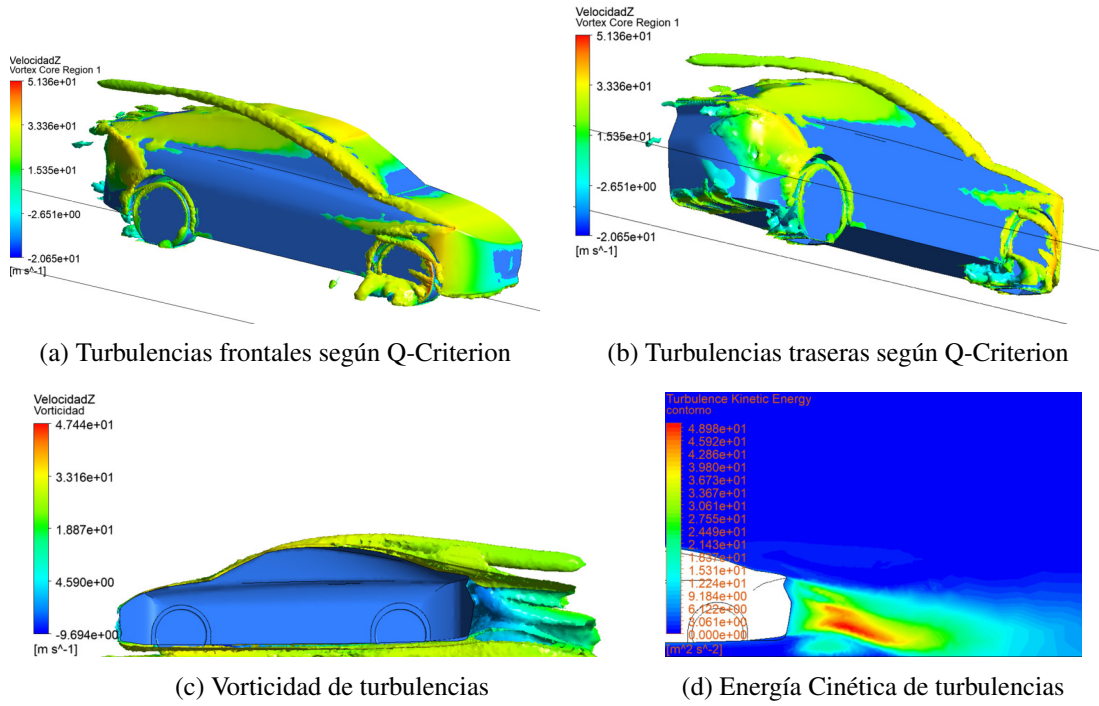 VelocidadZ
Vortex Core Region 1
5.136e+01
3.336e+01
1.535e+01
-2.651e+00
-2.065e+01
[m s^-1]
(a) Turbulencias frontales según Q-Criterion
VelocidadZ
Vortex Core Region 1
5.136e+01
3.336e+01
1.535e+01
-2.651e+00
-2.065e+01
[m s^-1]
(b) Turbulencias traseras según Q-Criterion
VelocidadZ
Vorticidad
4.744e+01
3.316e+01
1.887e+01
4.590e+00
-9.694e+00
[m s^-1]
(c) Vorticidad de turbulencias
Turbulence Kinetic Energy
contorno
4.898e+01
4.592e+01
4.286e+01
3.980e+01
3.673e+01
3.367e+01
3.061e+01
2.755e+01
2.449e+01
2.143e+01
1.837e+01
1.531e+01
1.224e+01
9.184e+00
6.122e+00
3.061e+00
0.000e+00
[m^2 s^-2]
(d) Energía Cinética de turbulencias